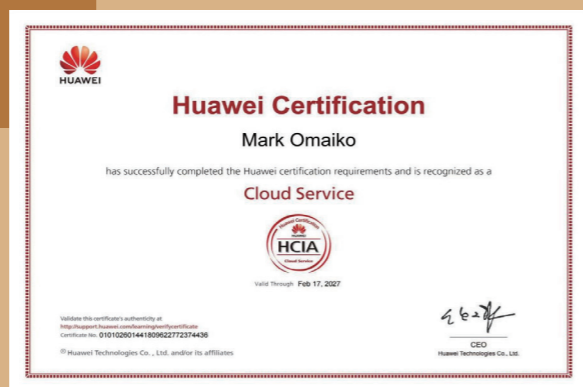 HUAWEI
Huawei Certification
Mark Omaiko
has successfully completed the Huawei certification requirements and is recognized as a
Cloud Service
Huawei Certification
HCIA
Cloud Service
Valid Through Feb 17, 2027
Validate this certificate's authenticity at
http://support.huawei.com/learning/verifycertificate
Certificate No. 010102601441809622772374436
© Huawei Technologies Co. , Ltd. and/or its affiliates
CEO
Huawei Technologies Co., Ltd.